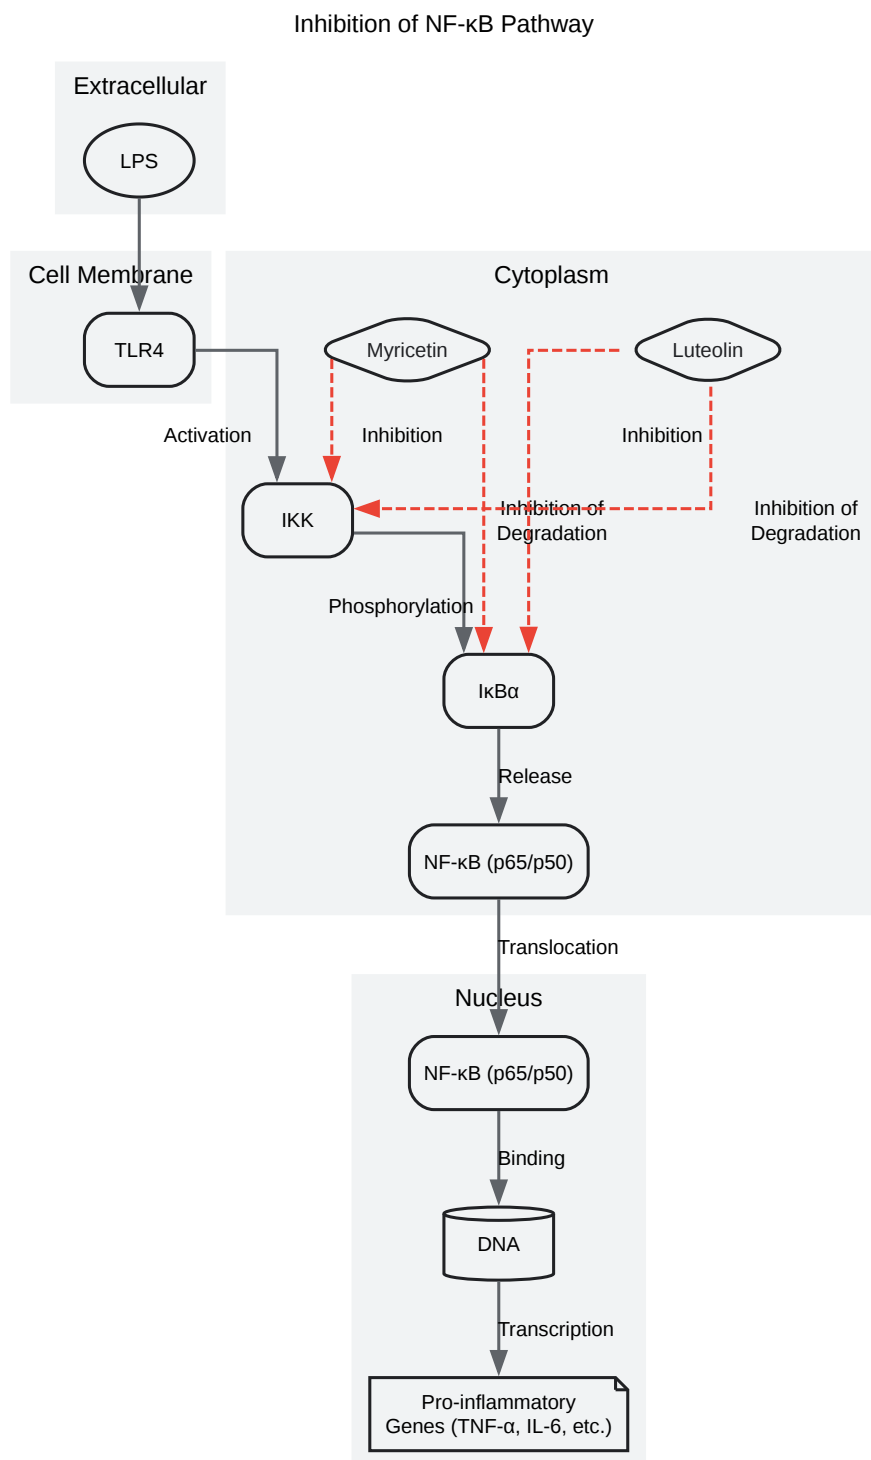 Inhibition of NF-κB Pathway
Extracellular
LPS
Cell Membrane
Cytoplasm
TLR4
Myricetin
Luteolin
Activation
Inhibition
Inhibition
IKK
Inhibition of
Degradation
Inhibition of
Degradation
Phosphorylation
IκBα
Release
NF-κB (p65/p50)
Translocation
Nucleus
NF-κB (p65/p50)
Binding
DNA
Transcription
Pro-inflammatory
Genes (TNF-α, IL-6, etc.)